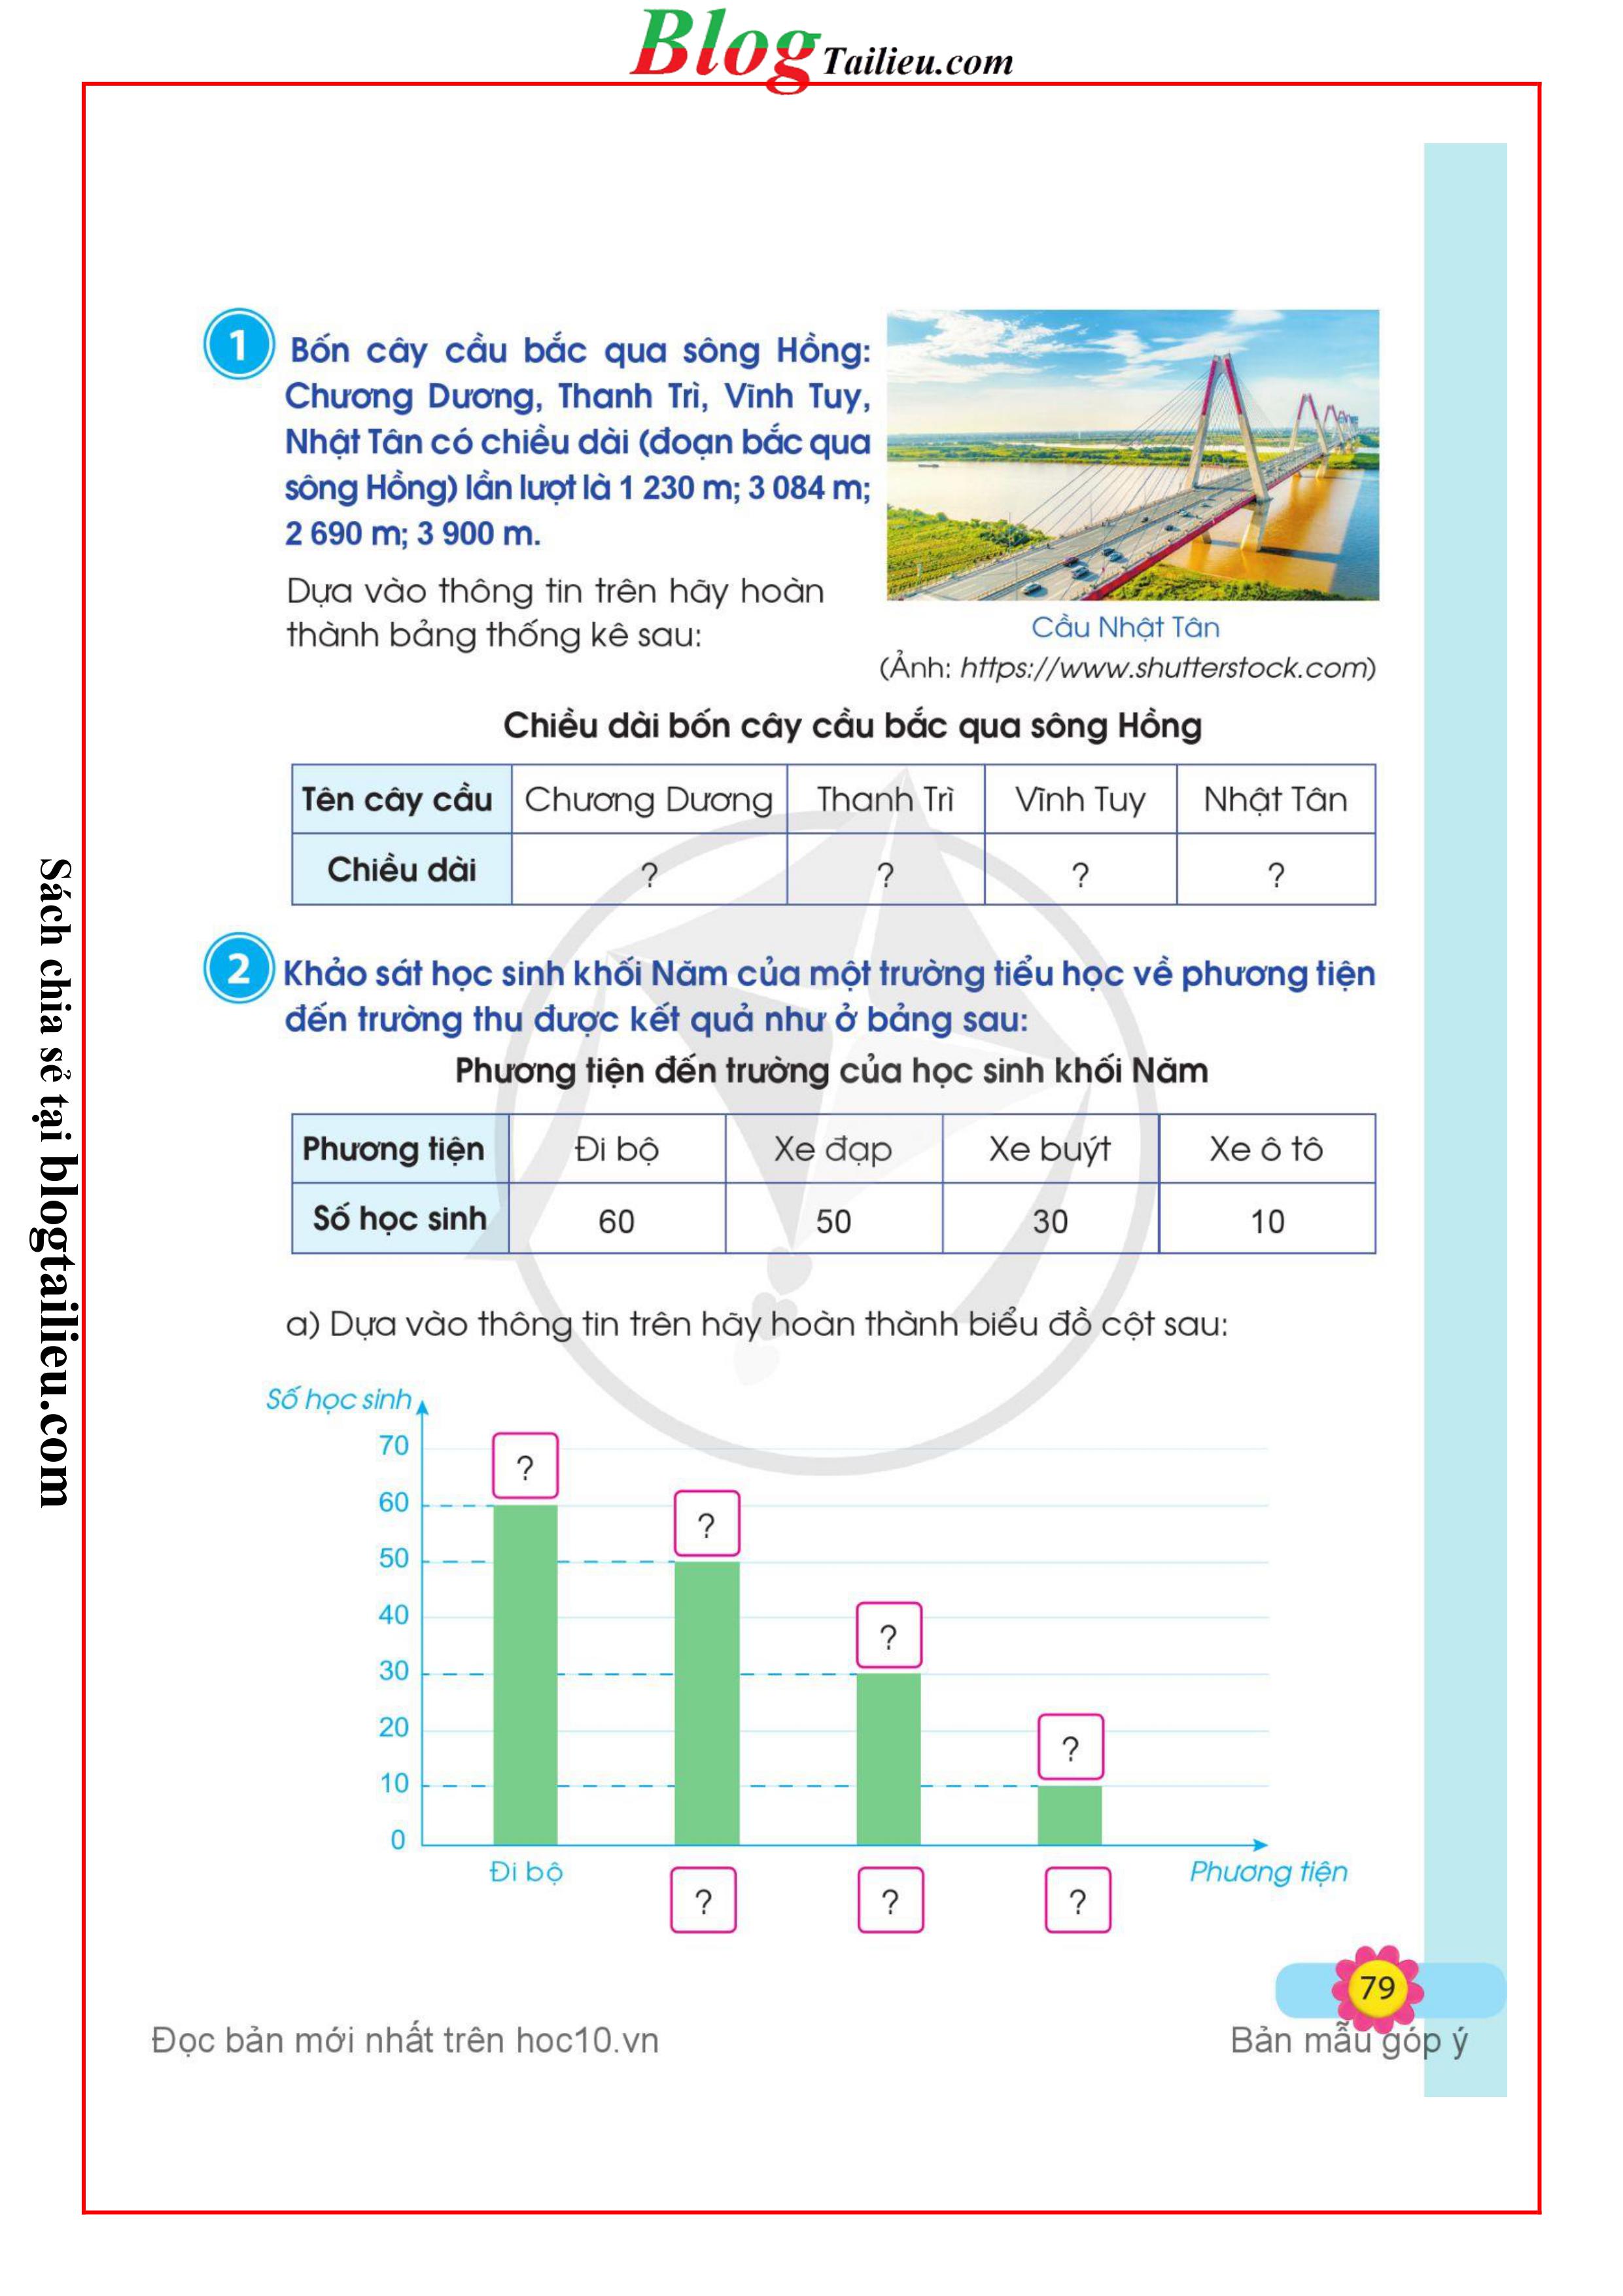 Blog Tailieu.com
1
Bốn cây cầu bắc qua sông Hồng:
Chương Dương, Thanh Trì, Vĩnh Tuy,
Nhật Tân có chiều dài (đoạn bắc qua
sông Hồng) lần lượt là 1 230 m; 3 084 m;
2 690 m; 3 900 m.
Dựa vào thông tin trên hãy hoàn
thành bảng thống kê sau:
Cầu Nhật Tân
(Ảnh: https://www.shutterstock.com)
Chiều dài bốn cây cầu bắc qua sông Hồng
Tên cây cầu Chương Dương Thanh Trì Vĩnh Tuy Nhật Tân
Chiều dài ? ? ? ?
2
Khảo sát học sinh khối Năm của một trường tiểu học về phương tiện
đến trường thu được kết quả như ở bảng sau:
Phương tiện đến trường của học sinh khối Năm
Phương tiện Đi bộ Xe đạp Xe buýt Xe ô tô
Số học sinh 60 50 30 10
a) Dựa vào thông tin trên hãy hoàn thành biểu đồ cột sau:
Số học sinh
70
?
60
?
50
40
?
30
20
?
10
0
Đi bộ ? ? ? Phương tiện
79
Đọc bản mới nhất trên hoc10.vn
Bản mẫu góp ý
Sách chia sẻ tại blogtailieu.com